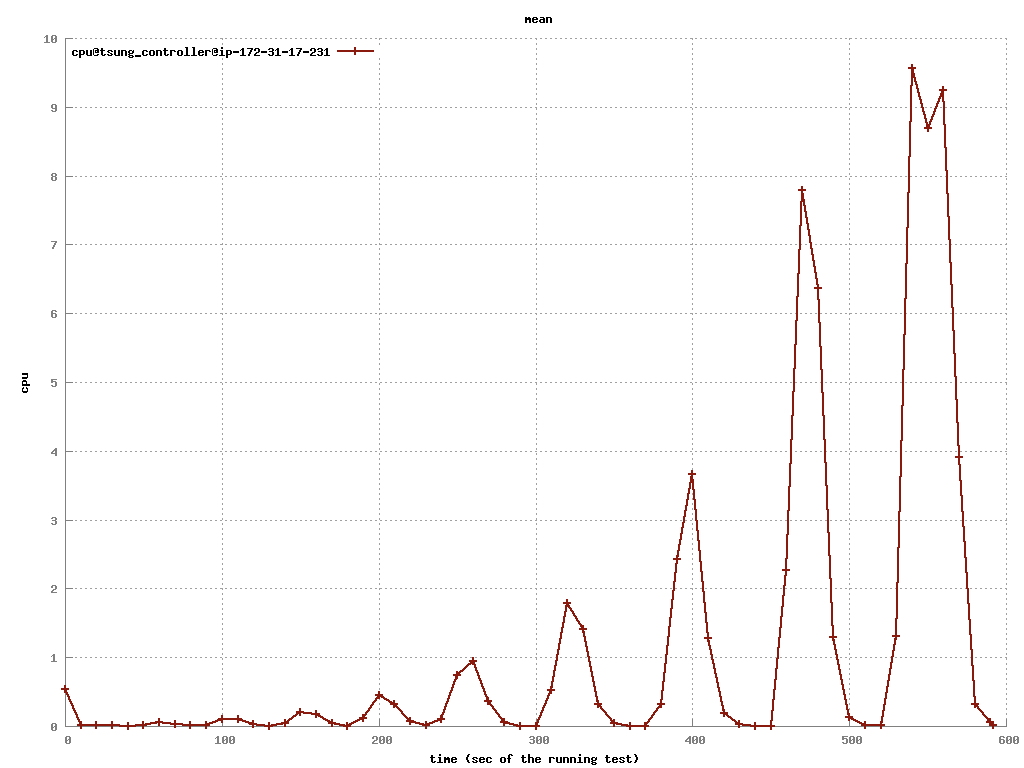 mean
cpu@tsung_controller@ip-172-31-17-231
10
9
8
7
6
5
4
3
2
1
0
cpu
0 100 200 300 400 500 600
time (sec of the running test)